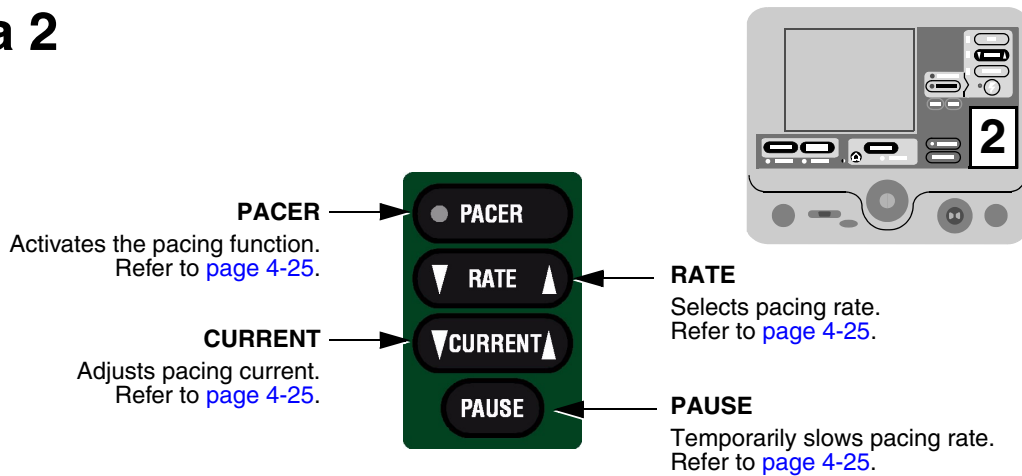 a 2
2
PACER
Activates the pacing function.
Refer to page 4-25.
CURRENT
Adjusts pacing current.
Refer to page 4-25.
PACER
RATE
CURRENT
PAUSE
RATE
Selects pacing rate.
Refer to page 4-25.
PAUSE
Temporarily slows pacing rate.
Refer to page 4-25.